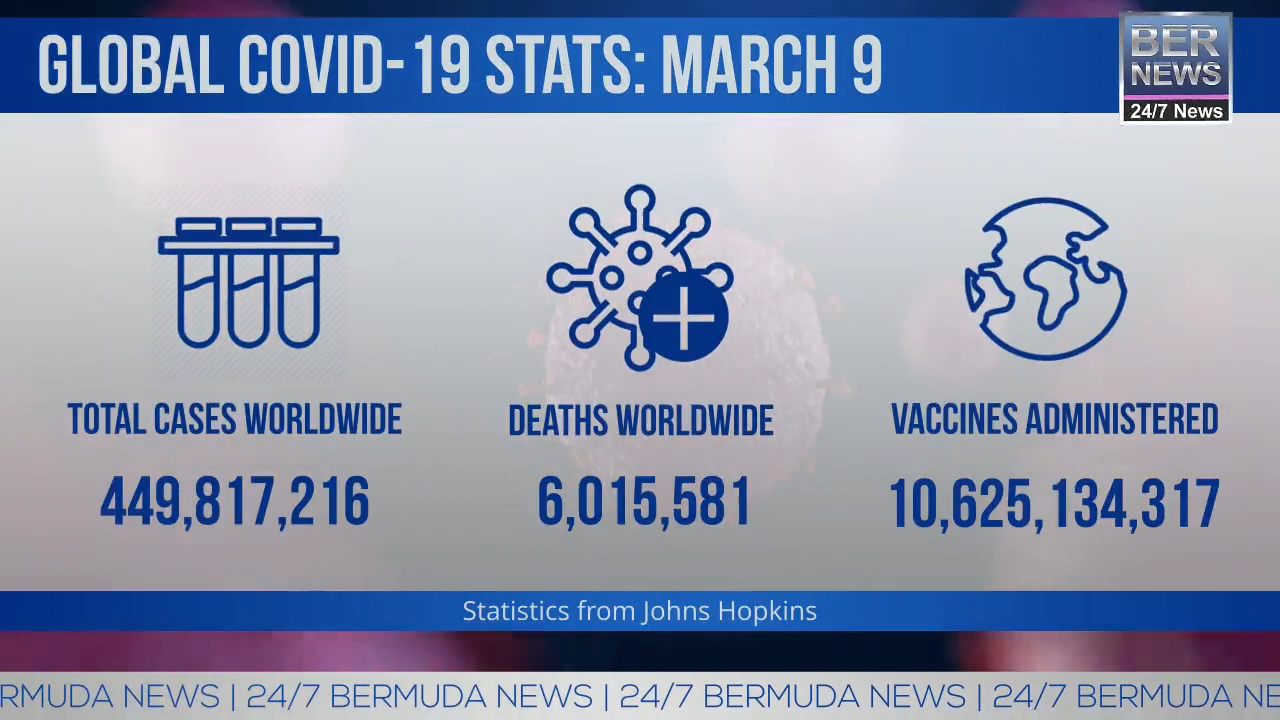 GLOBAL COVID-19 STATS: MARCH 9
BER
NEWS
24/7 News
TOTAL CASES WORLDWIDE
DEATHS WORLDWIDE
VACCINES ADMINISTERED
449,817,216
6,015,581
10,625,134,317
Statistics from Johns Hopkins
RMUDA NEWS | 24/7 BERMUDA NEWS | 24/7 BERMUDA NEWS | 24/7 BERMUDA NE